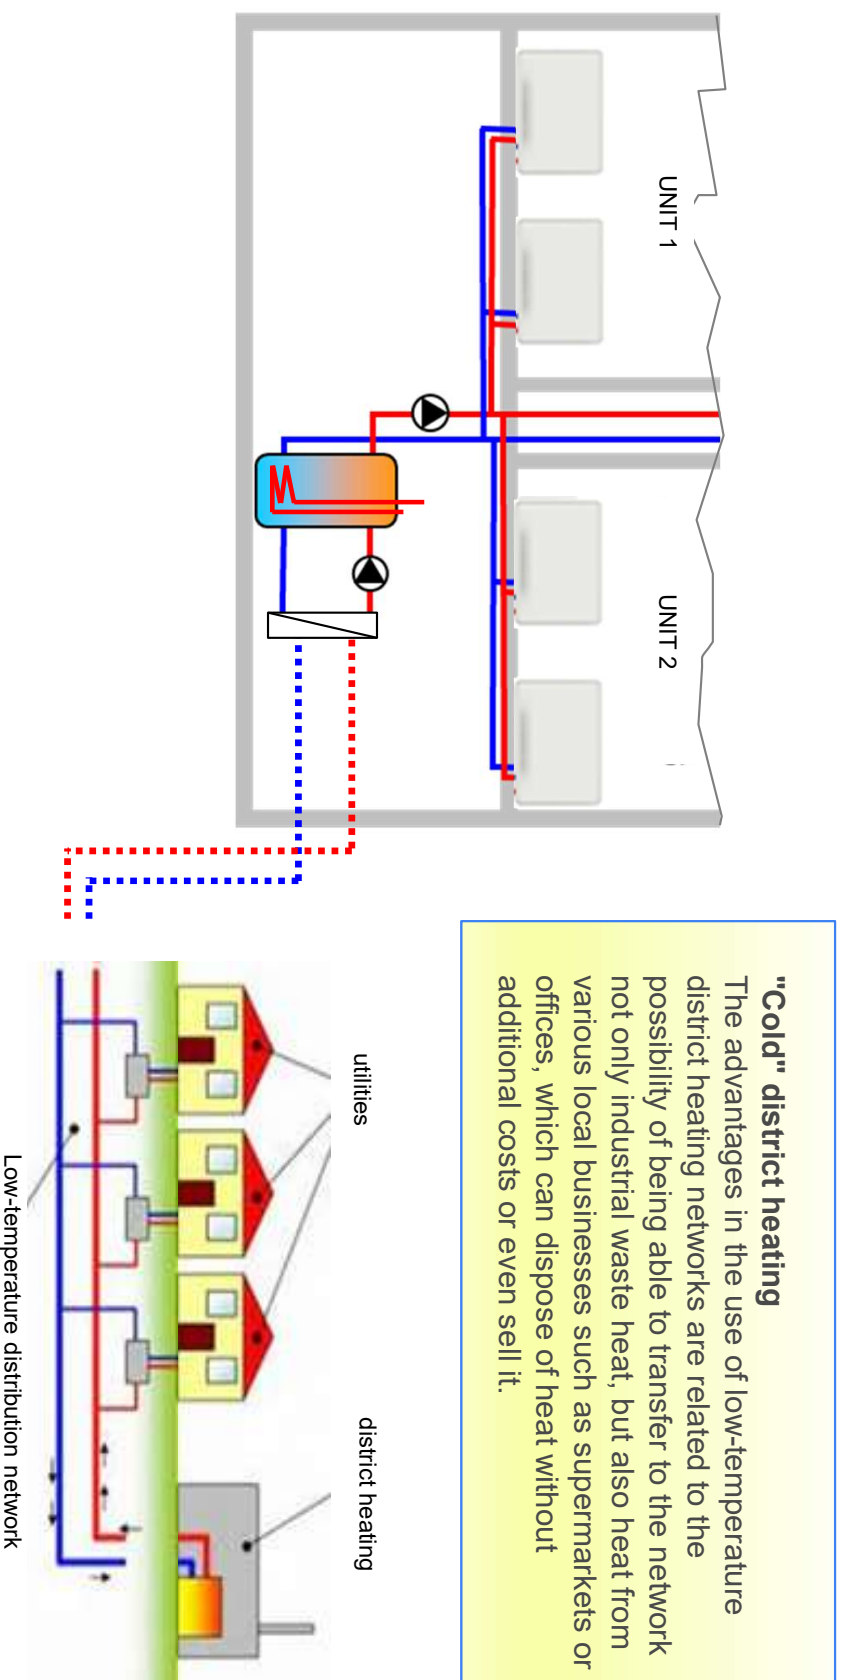 UNIT 1
UNIT 2
"Cold" district heating
The advantages in the use of low-temperature
district heating networks are related to the
possibility of being able to transfer to the network
not only industrial waste heat, but also heat from
various local businesses such as supermarkets or
offices, which can dispose of heat without
additional costs or even sell it.
utilities
district heating
Low-temperature distribution network